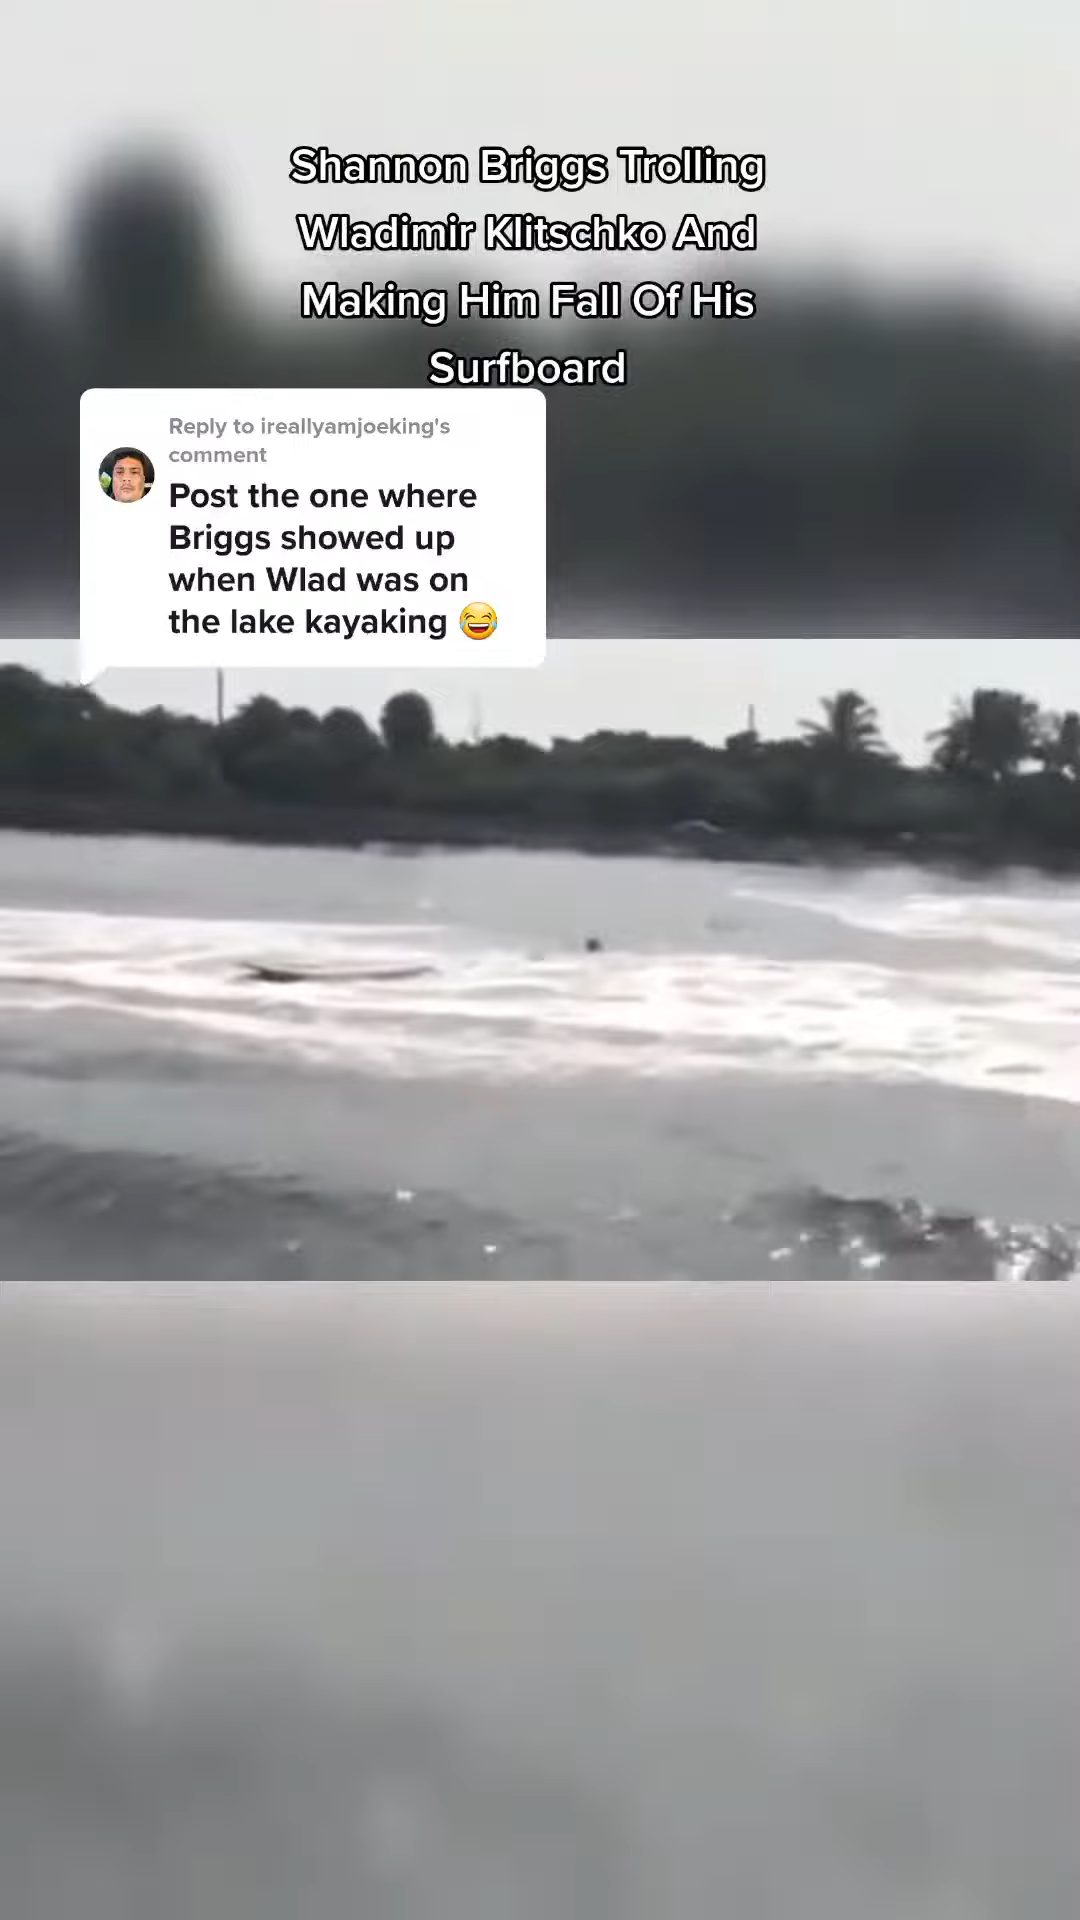 Shannon Briggs Trolling
Wladimir Klitschko And
Making Him Fall Of His
Surfboard
Reply to ireallyamjoeking's
comment
Post the one where
Briggs showed up
when Wlad was on
the lake kayaking 😂